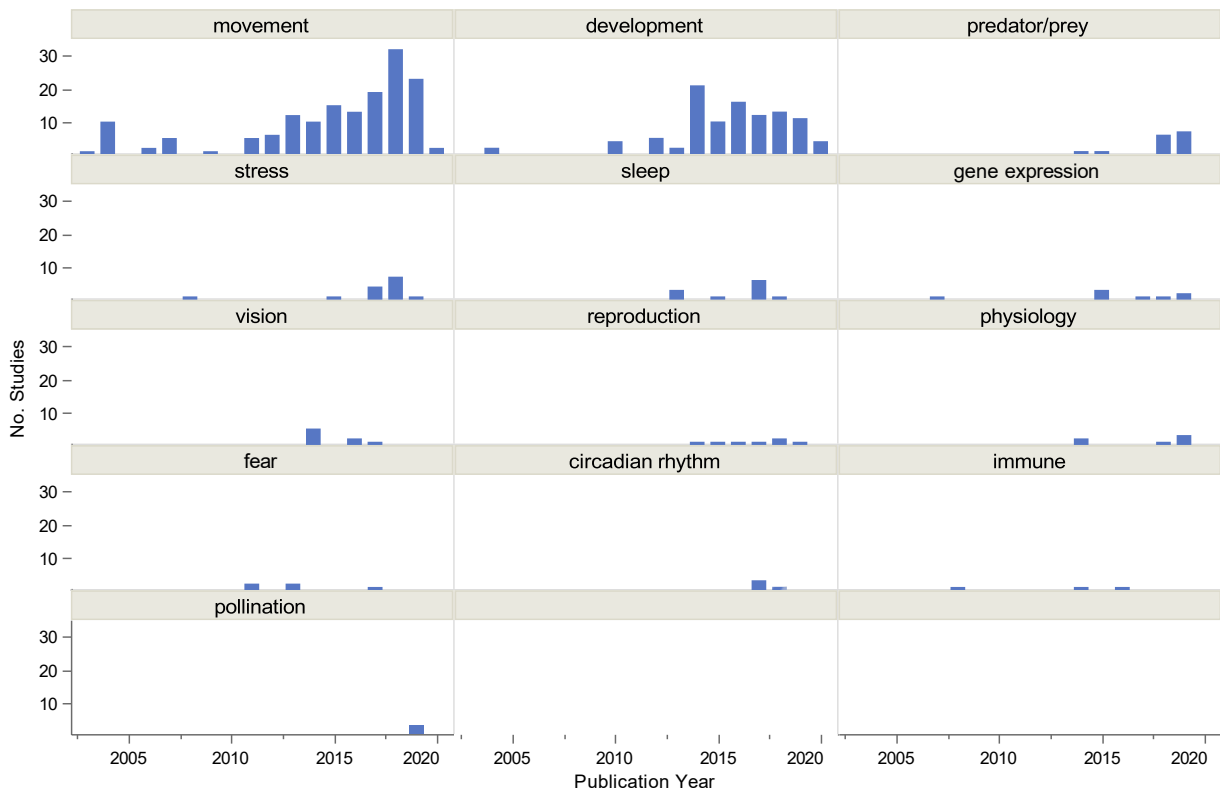 movement development predator/prey
30
20
10
stress sleep gene expression
30
20
10
vision reproduction physiology
30
20
10
fear circadian rhythm immune
30
20
10
pollination
30
20
10
No. Studies
2005 2010 2015 2020 2005 2010 2015 2020 2005 2010 2015 2020
Publication Year